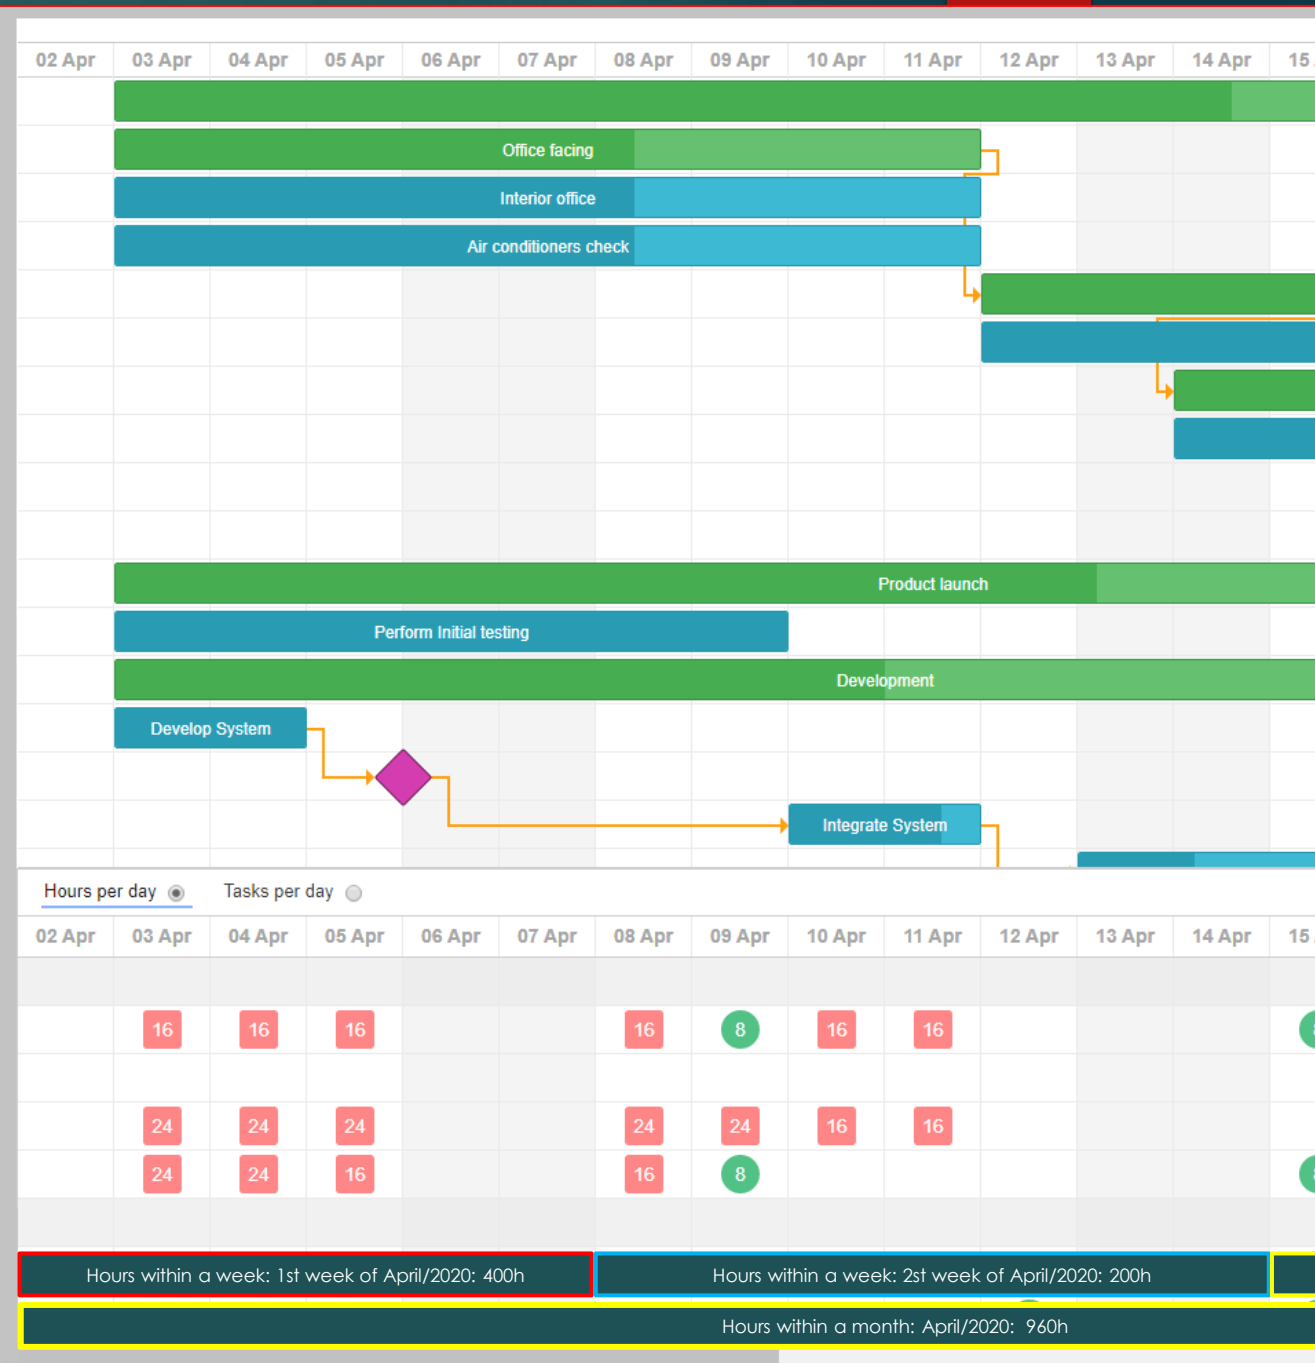 02 Apr 03 Apr 04 Apr 05 Apr 06 Apr 07 Apr 08 Apr 09 Apr 10 Apr 11 Apr 12 Apr 13 Apr 14 Apr 15
Office facing
Interior office
Air conditioners check
Product launch
Perform Initial testing
Development
Develop System
Integrate System
Hours per day Tasks per day
02 Apr 03 Apr 04 Apr 05 Apr 06 Apr 07 Apr 08 Apr 09 Apr 10 Apr 11 Apr 12 Apr 13 Apr 14 Apr 15
16 16 16 16 8 16 16
24 24 24 24 24 16 16
24 24 16 16 8
Hours within a week: 1st week of April/2020: 400h Hours within a week: 2st week of April/2020: 200h
Hours within a month: April/2020: 960h